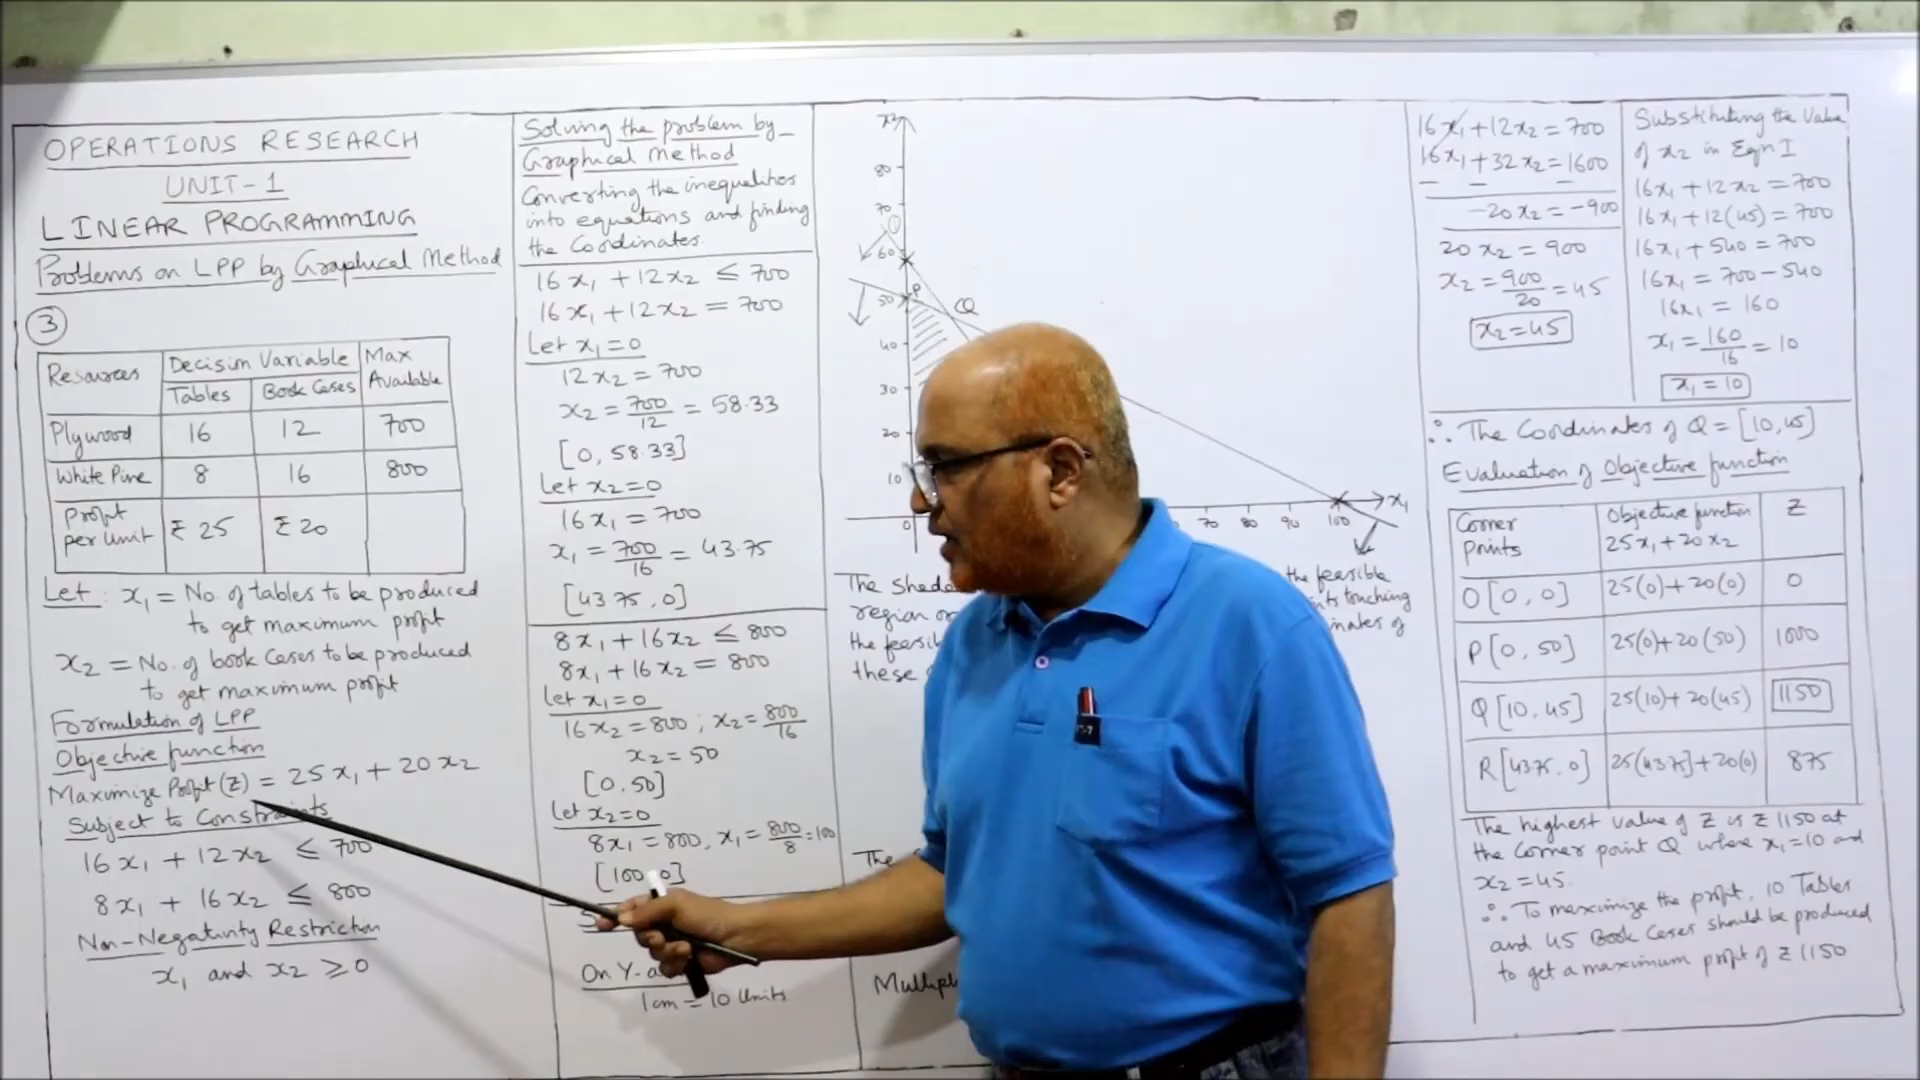 OPERATIONS RESEARCH
UNIT-1
LINEAR PROGRAMMING
Problems on LPP by Graphical Method
3
Resources
Decision Variable
Max Available
Tables
Book Cases
Plywood 16 12 700
White Pine 8 16 800
Profit per unit ₹ 25 ₹ 20
Let : x₁ = No. of tables to be produced
to get maximum profit
x₂ = No. of book cases to be produced
to get maximum profit
Formulation of LPP
Objective function
Maximize Profit (Z) = 25x₁ + 20x₂
Subject to Constraints
16x₁ + 12x₂ ≤ 700
8x₁ + 16x₂ ≤ 800
Non-Negativity Restriction
x₁ and x₂ ≥ 0
Solving the problem by
Graphical Method
Converting the inequalities
into equations and finding
the Coordinates.
16x₁ + 12x₂ ≤ 700
16x₁ + 12x₂ = 700
Let x₁ = 0
12x₂ = 700
x₂ = 700/12 = 58.33
[0, 58.33]
Let x₂ = 0
16x₁ = 700
x₁ = 700/16 = 43.75
[43.75, 0]
8x₁ + 16x₂ ≤ 800
8x₁ + 16x₂ = 800
let x₁ = 0
16x₂ = 800 ; x₂ = 800/16
x₂ = 50
[0, 50]
Let x₂ = 0
8x₁ = 800, x₁ = 800/8 = 100
[100, 0]
On Y-a
1cm = 10 Units
x₂
80
70
60
50
P
Q
40
30
20
10
0
70 80 90 100
x₁
The Shade
the feasible
region or
nts touching
the feasib
nates of
these
The
Multipl
16x₁ + 12x₂ = 700
16x₁ + 32x₂ = 1600
− − −
−20x₂ = −900
20x₂ = 900
x₂ = 900/20 = 45
x₂ = 45
Substituting the Value
of x₂ in Eqn I
16x₁ + 12x₂ = 700
16x₁ + 12(45) = 700
16x₁ + 540 = 700
16x₁ = 700 − 540
16x₁ = 160
x₁ = 160/16 = 10
x₁ = 10
∴ The Coordinates of Q = [10, 45]
Evaluation of Objective function
Corner points
Objective function 25x₁ + 20x₂
Z
O[0, 0] 25(0)+20(0) 0
P[0, 50] 25(0)+20(50) 1000
Q[10, 45] 25(10)+20(45) 1150
R[43.75, 0] 25(43.75)+20(0) 875
The highest value of Z is ₹ 1150 at
the Corner point Q where x₁ = 10 and
x₂ = 45.
∴ To maximize the profit, 10 Tables
and 45 Book Cases should be produced
to get a maximum profit of ₹ 1150